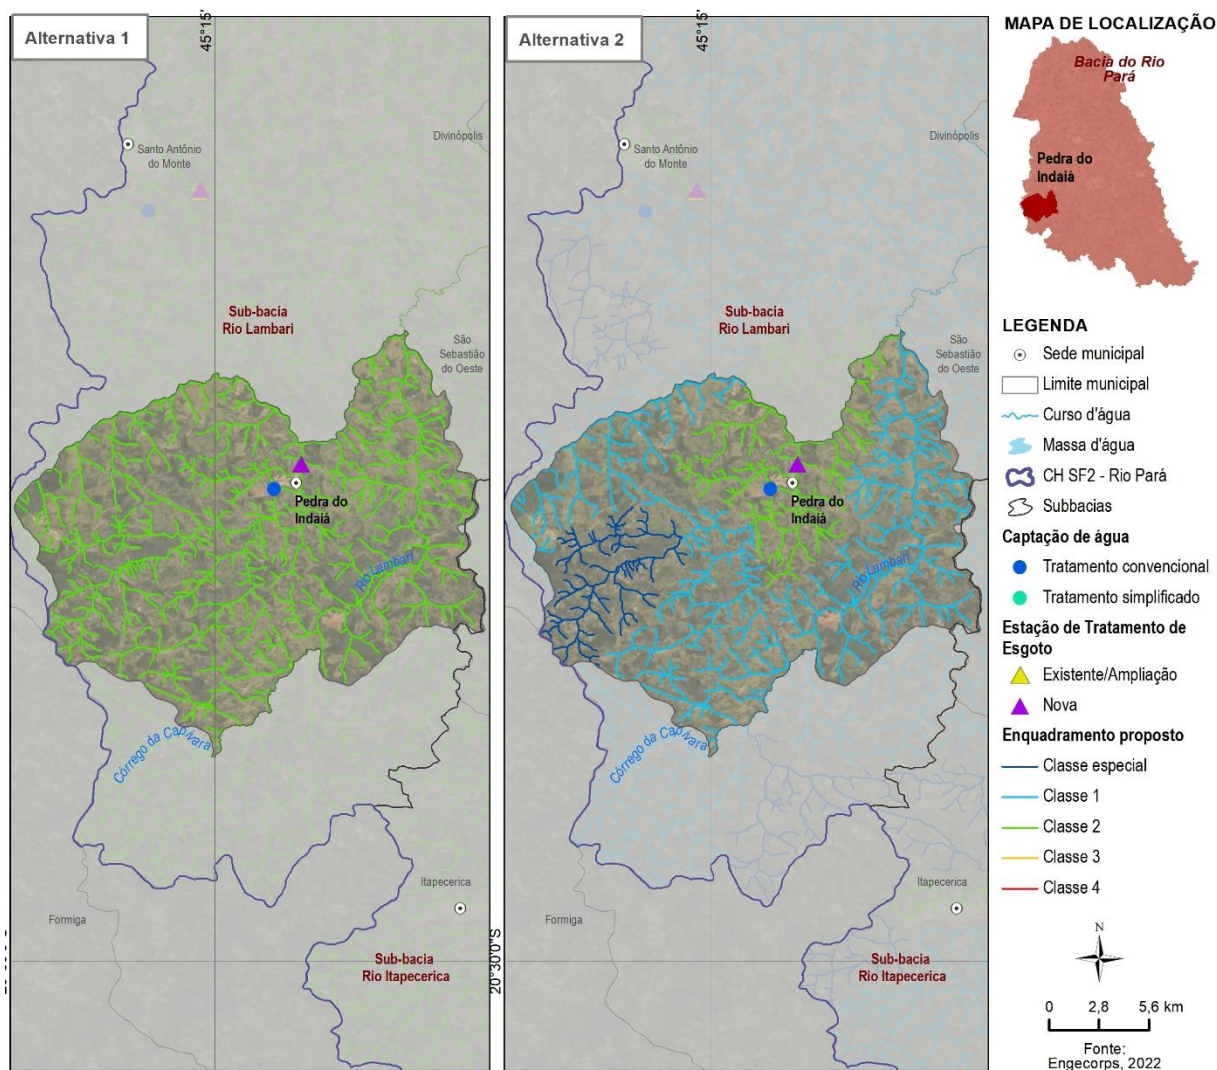 Alternativa 1
45°15'
Santo Antônio
do Monte
Divinópolis
Sub-bacia
Rio Lambari
São
Sebastião
do Oeste
Pedra do
Indaiá
Rio Lambari
Córrego da Capivara
Itapecerica
Formiga
Sub-bacia
Rio Itapecerica
Alternativa 2
45°15'
Santo Antônio
do Monte
Divinópolis
Sub-bacia
Rio Lambari
São
Sebastião
do Oeste
Pedra do
Indaiá
Rio Lambari
Córrego da Capivara
Itapecerica
Formiga
20°30'0"S
Sub-bacia
Rio Itapecerica
MAPA DE LOCALIZAÇÃO
Bacia do Rio
Pará
Pedra do
Indaiá
LEGENDA
Sede municipal
Limite municipal
Curso d'água
Massa d'água
CH SF2 - Rio Pará
Subbacias
Captação de água
Tratamento convencional
Tratamento simplificado
Estação de Tratamento de
Esgoto
Existente/Ampliação
Nova
Enquadramento proposto
Classe especial
Classe 1
Classe 2
Classe 3
Classe 4
N
0 2,8 5,6 km
Fonte:
Engecorps, 2022